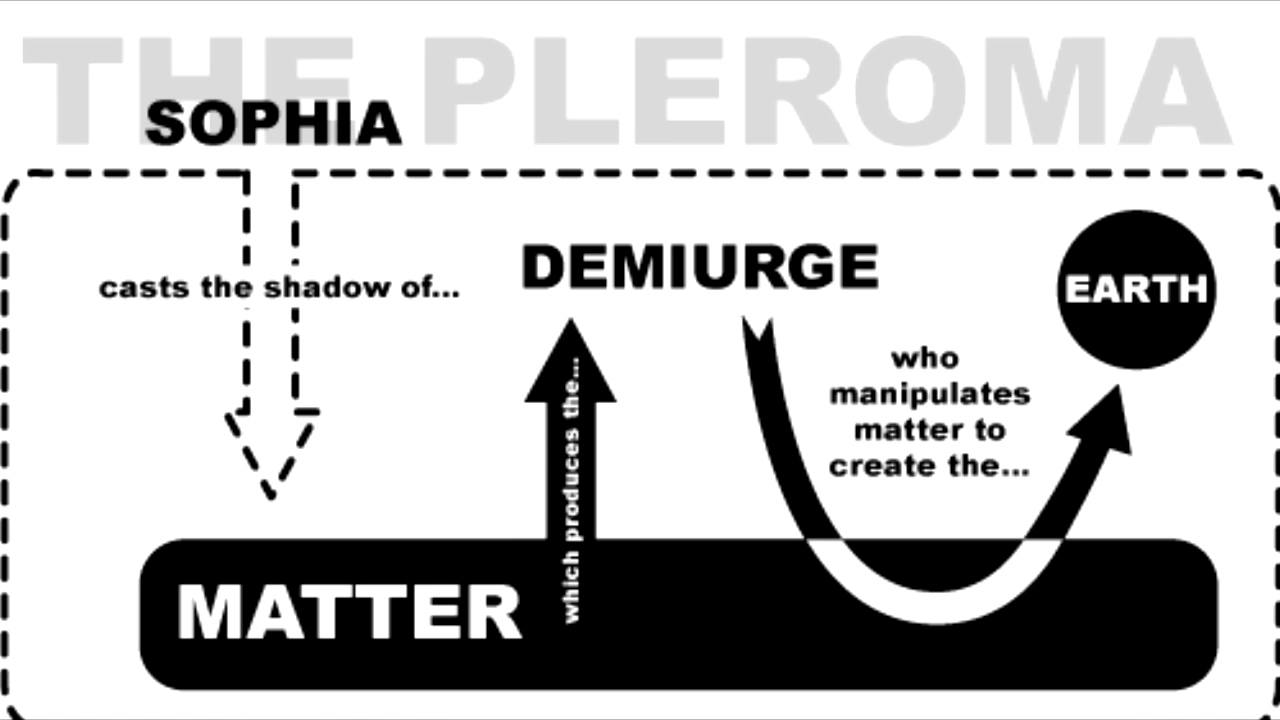 THE PLEROMA
SOPHIA
casts the shadow of...
MATTER
which produces the...
DEMIURGE
who
manipulates
matter to
create the...
EARTH